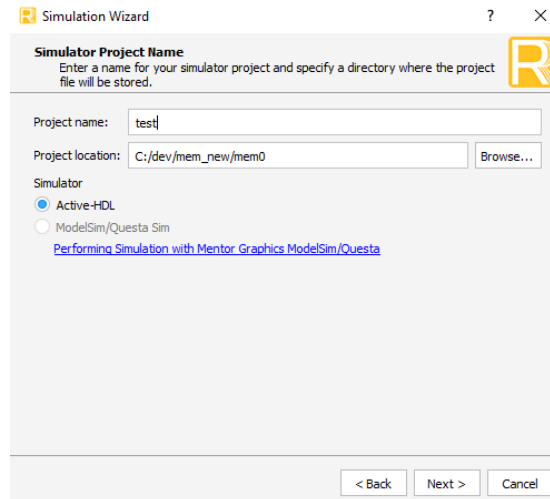 Simulation Wizard ? X
Simulator Project Name
Enter a name for your simulator project and specify a directory where the project
file will be stored.
Project name: test
Project location: C:/dev/mem_new/mem0 Browse...
Simulator
Active-HDL
ModelSim/Questa Sim
Performing Simulation with Mentor Graphics ModelSim/Questa
< Back Next > Cancel